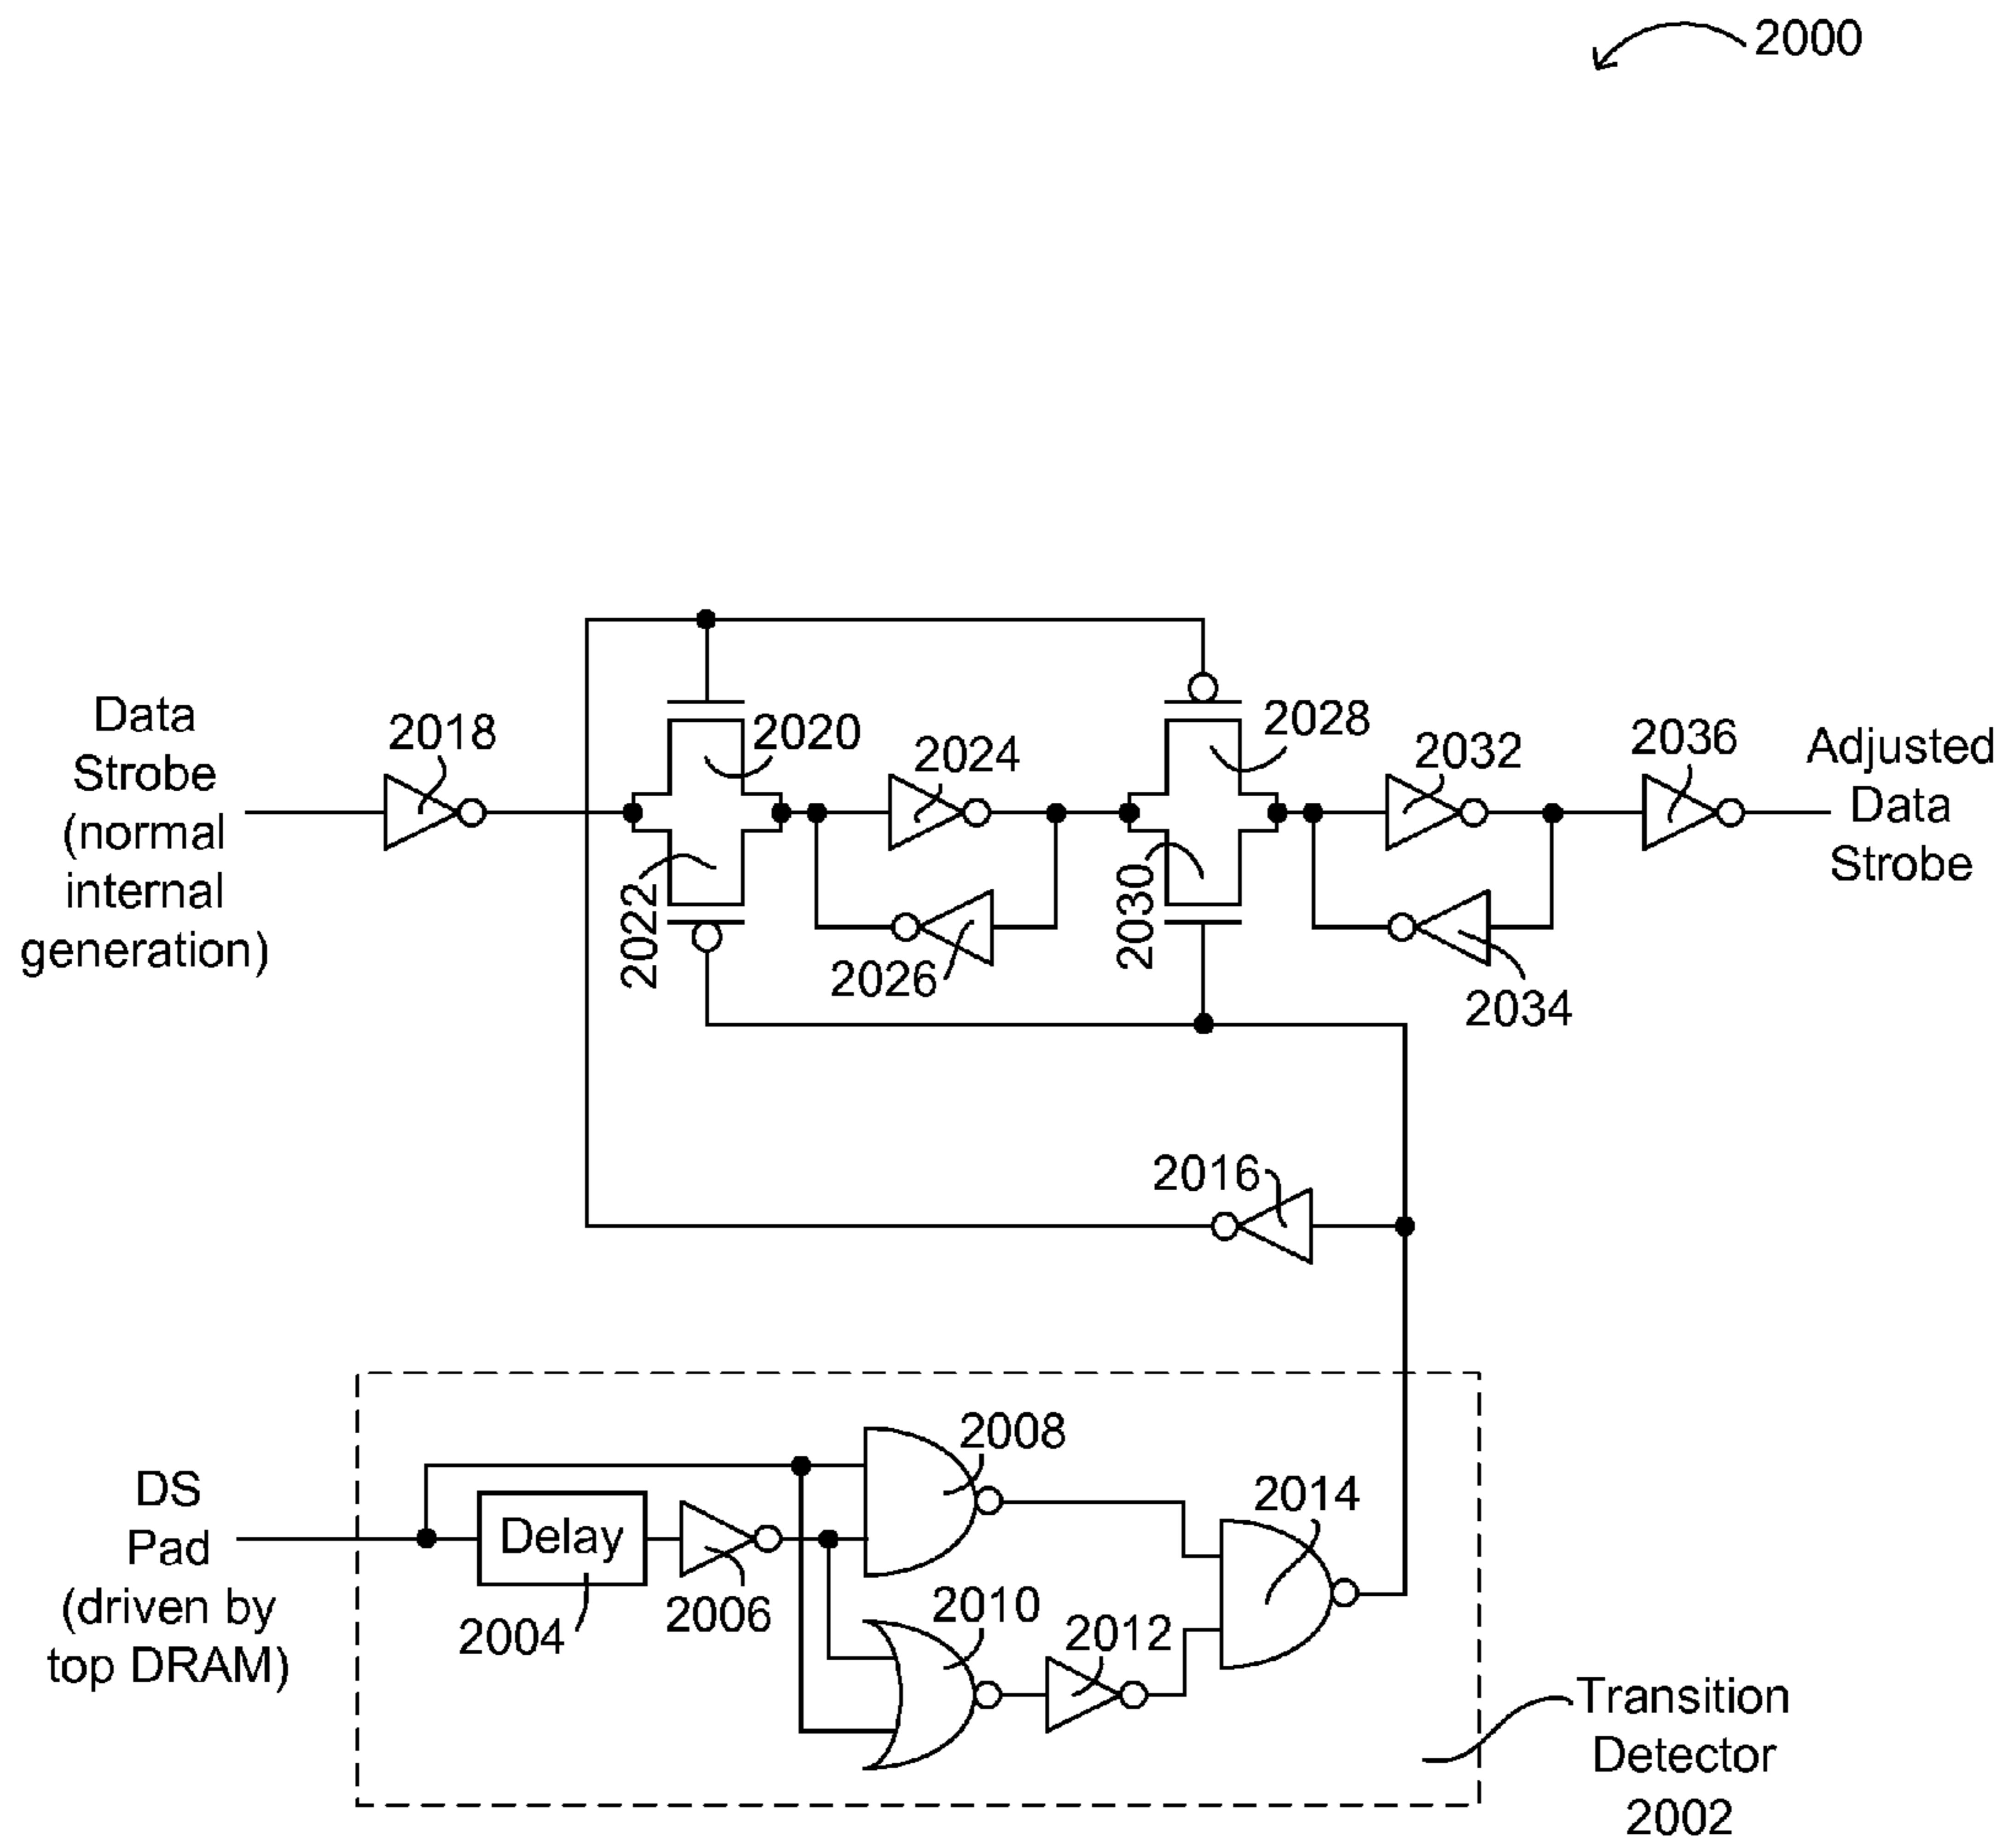 2000
Data
Strobe
(normal
internal
generation)
2018
2020
2022
2024
2026
2028
2030
2032
2034
2036
Adjusted
Data
Strobe
2016
DS
Pad
(driven by
top DRAM)
Delay
2004
2006
2008
2010
2012
2014
Transition
Detector
2002